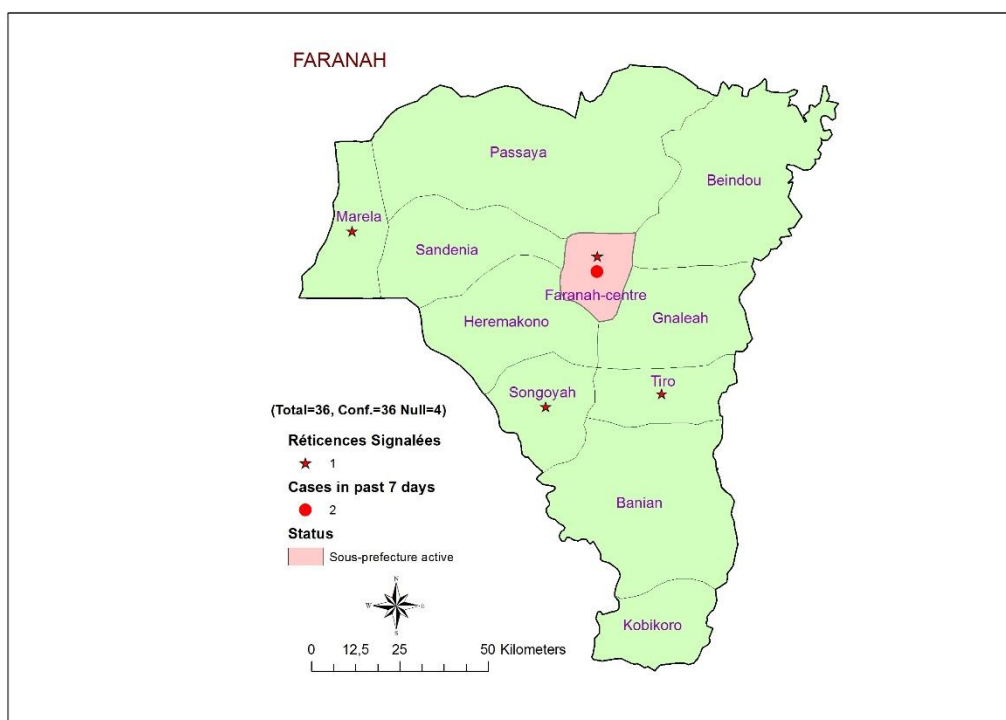 FARANAH
Passaya
Beindou
Marela
Sandenia
Faranah-centre
Heremakono
Gnaleah
Songoyah
Tiro
(Total=36, Conf.=36 Null=4)
Réticences Signalées
1
Cases in past 7 days
2
Status
Sous-prefecture active
Banian
Kobikoro
N
W E
S
0 12,5 25 50 Kilometers